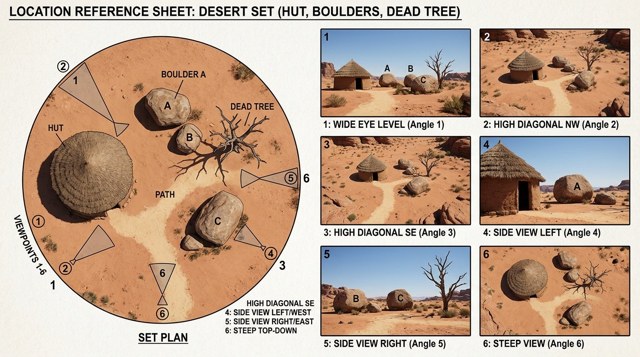 LOCATION REFERENCE SHEET: DESERT SET (HUT, BOULDERS, DEAD TREE)
②
1
BOULDER A
A
B
DEAD TREE
HUT
⑤
6
PATH
①
C
VIEWPOINTS 1-6
②
④
3
1
6
⑥
HIGH DIAGONAL SE
4: SIDE VIEW LEFT/WEST
5: SIDE VIEW RIGHT/EAST
6: STEEP TOP-DOWN
SET PLAN
1
A
B
C
1: WIDE EYE LEVEL (Angle 1)
2
2: HIGH DIAGONAL NW (Angle 2)
3
3: HIGH DIAGONAL SE (Angle 3)
4
A
4: SIDE VIEW LEFT (Angle 4)
5
B
C
5: SIDE VIEW RIGHT (Angle 5)
6
6: STEEP VIEW (Angle 6)